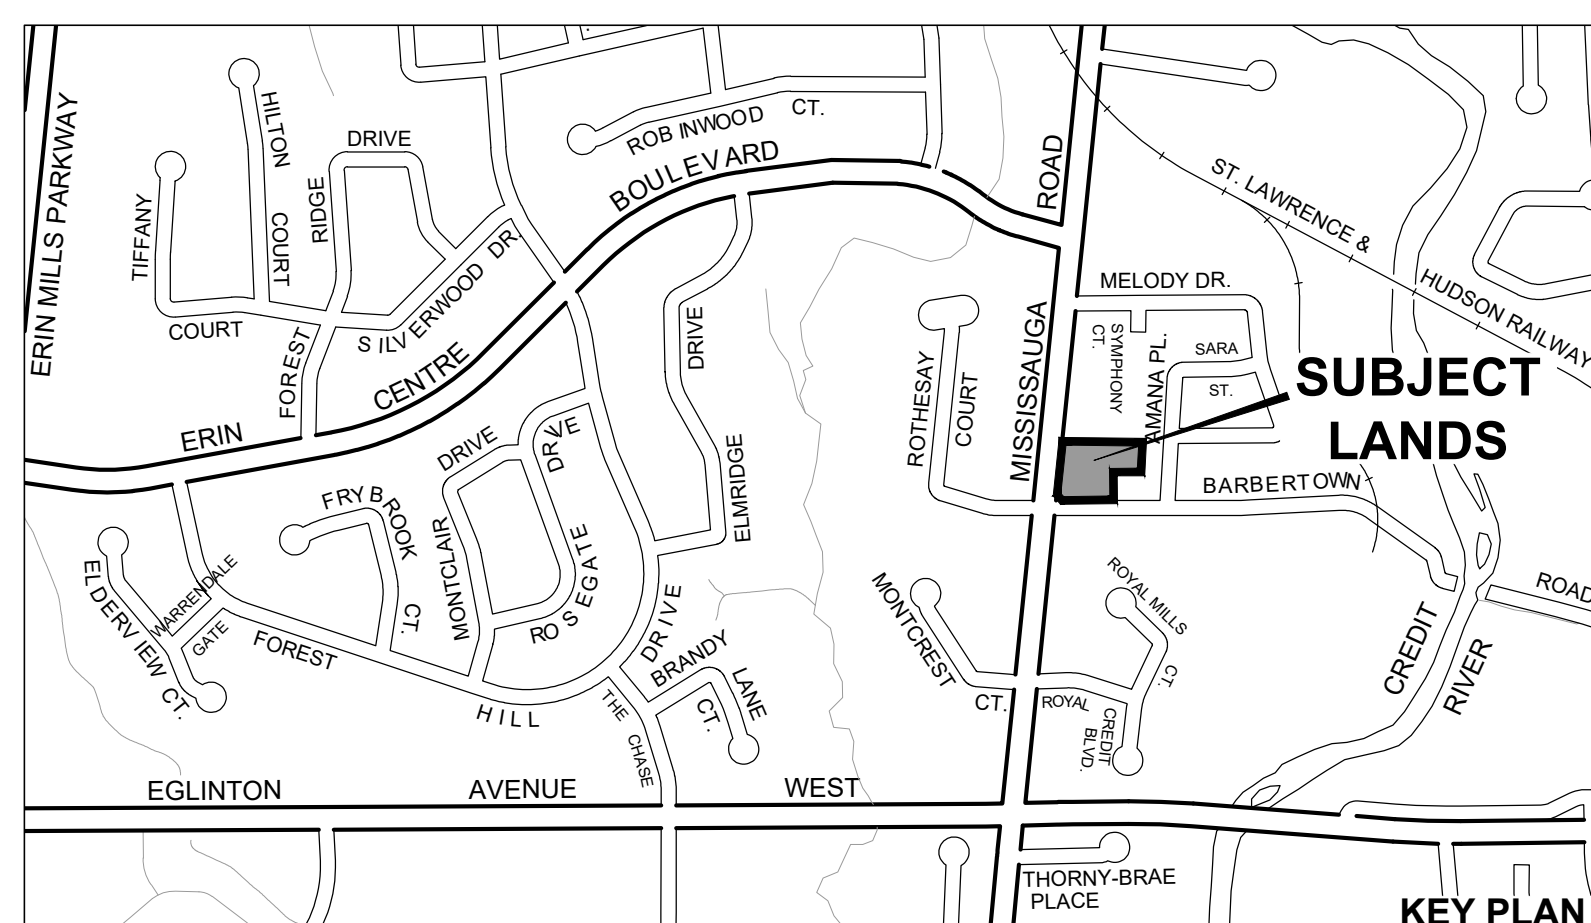 ERIN MILLS PARKWAY
HILTON
COURT
TIFFANY
COURT
DRIVE
RIDGE
FOREST
SILVERWOOD DR.
ROBINWOOD
CT.
ERIN
CENTRE
BOULEVARD
ROAD
MISSISSAUGA
ST. LAWRENCE &
HUDSON RAILWAY
MELODY DR.
SYMPHONY
CT.
AMANA PL.
SARA
ST.
SUBJECT
LANDS
ROTHESAY
COURT
DRIVE
ELMRIDGE
BARBERTOWN
ROAD
DRIVE
DRIVE
MONTCLAIR
ROSEGATE
FRYBROOK
CT.
ELDERVIEW CT.
WARRENDALE
GATE
FOREST
HILL
DRIVE
THE
CHASE
BRANDY
LANE
CT.
MONTCREST
CT.
ROYAL MILLS
CT.
ROYAL
CREDIT
BLVD.
CREDIT
RIVER
EGLINTON
AVENUE
WEST
THORNY-BRAE
PLACE
KEY PLAN